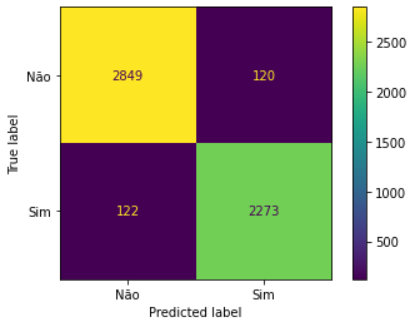 2500
2000
1500
1000
500
True label
Não
2849
120
Sim
122
2273
Não
Sim
Predicted label